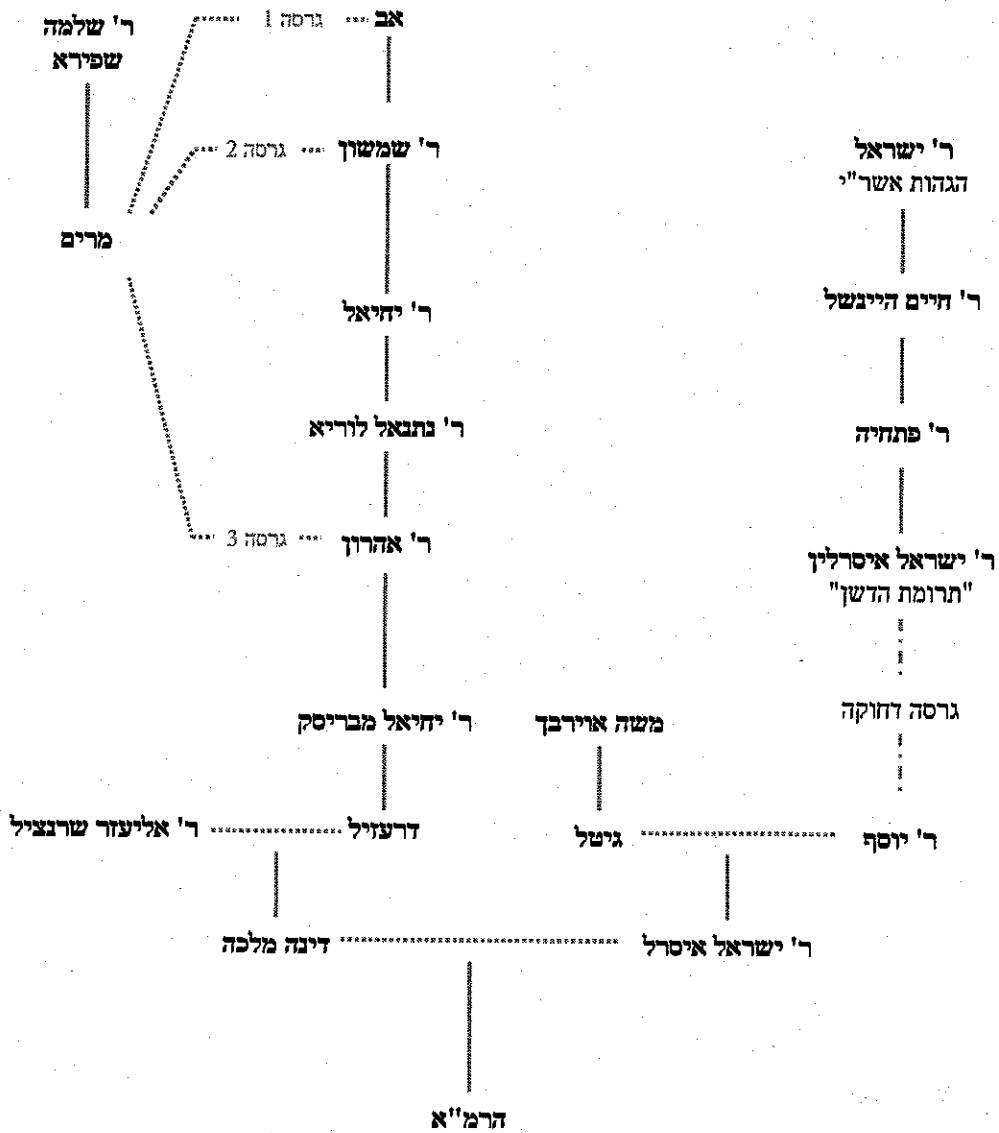 ר' שלמה
שפירא
גרסה 1
אב
גרסה 2
ר' שמשון
ר' ישראל
הגהות אשר"י
מרים
ר' יחיאל
ר' חיים היינשל
ר' נתנאל לוריא
ר' פתחיה
גרסה 3
ר' אהרון
ר' ישראל איסרלין
"תרומת הדשן"
גרסה דחוקה
ר' יחיאל מבריסק
משה אוירבך
ר' אליעזר שרנציל
דרעזיל
גיטל
ר' יוסף
דינה מלכה
ר' ישראל איסרל
הרמ"א